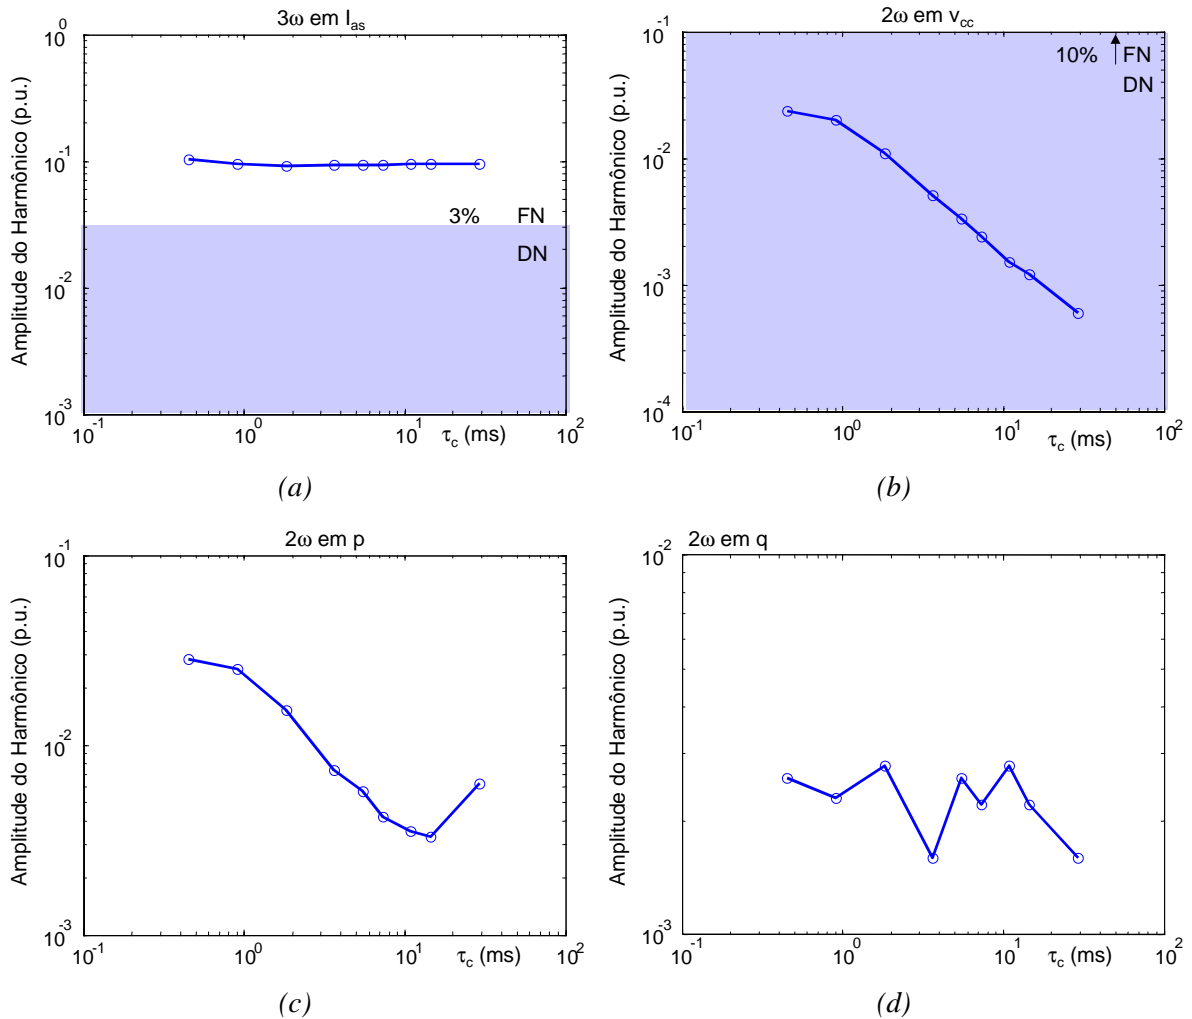 3ω em I_as
Amplitude do Harmônico (p.u.)
10^0
10^-1
10^-2
10^-3
3% FN
DN
10^-1 10^0 10^1 τ_c (ms) 10^2
(a)
2ω em v_cc
Amplitude do Harmônico (p.u.)
10^-1
10^-2
10^-3
10^-4
10% ↑ FN
DN
10^-1 10^0 10^1 τ_c (ms) 10^2
(b)
2ω em p
Amplitude do Harmônico (p.u.)
10^-1
10^-2
10^-3
10^-1 10^0 10^1 τ_c (ms) 10^2
(c)
2ω em q
Amplitude do Harmônico (p.u.)
10^-2
10^-3
10^-1 10^0 10^1 τ_c (ms) 10^2
(d)